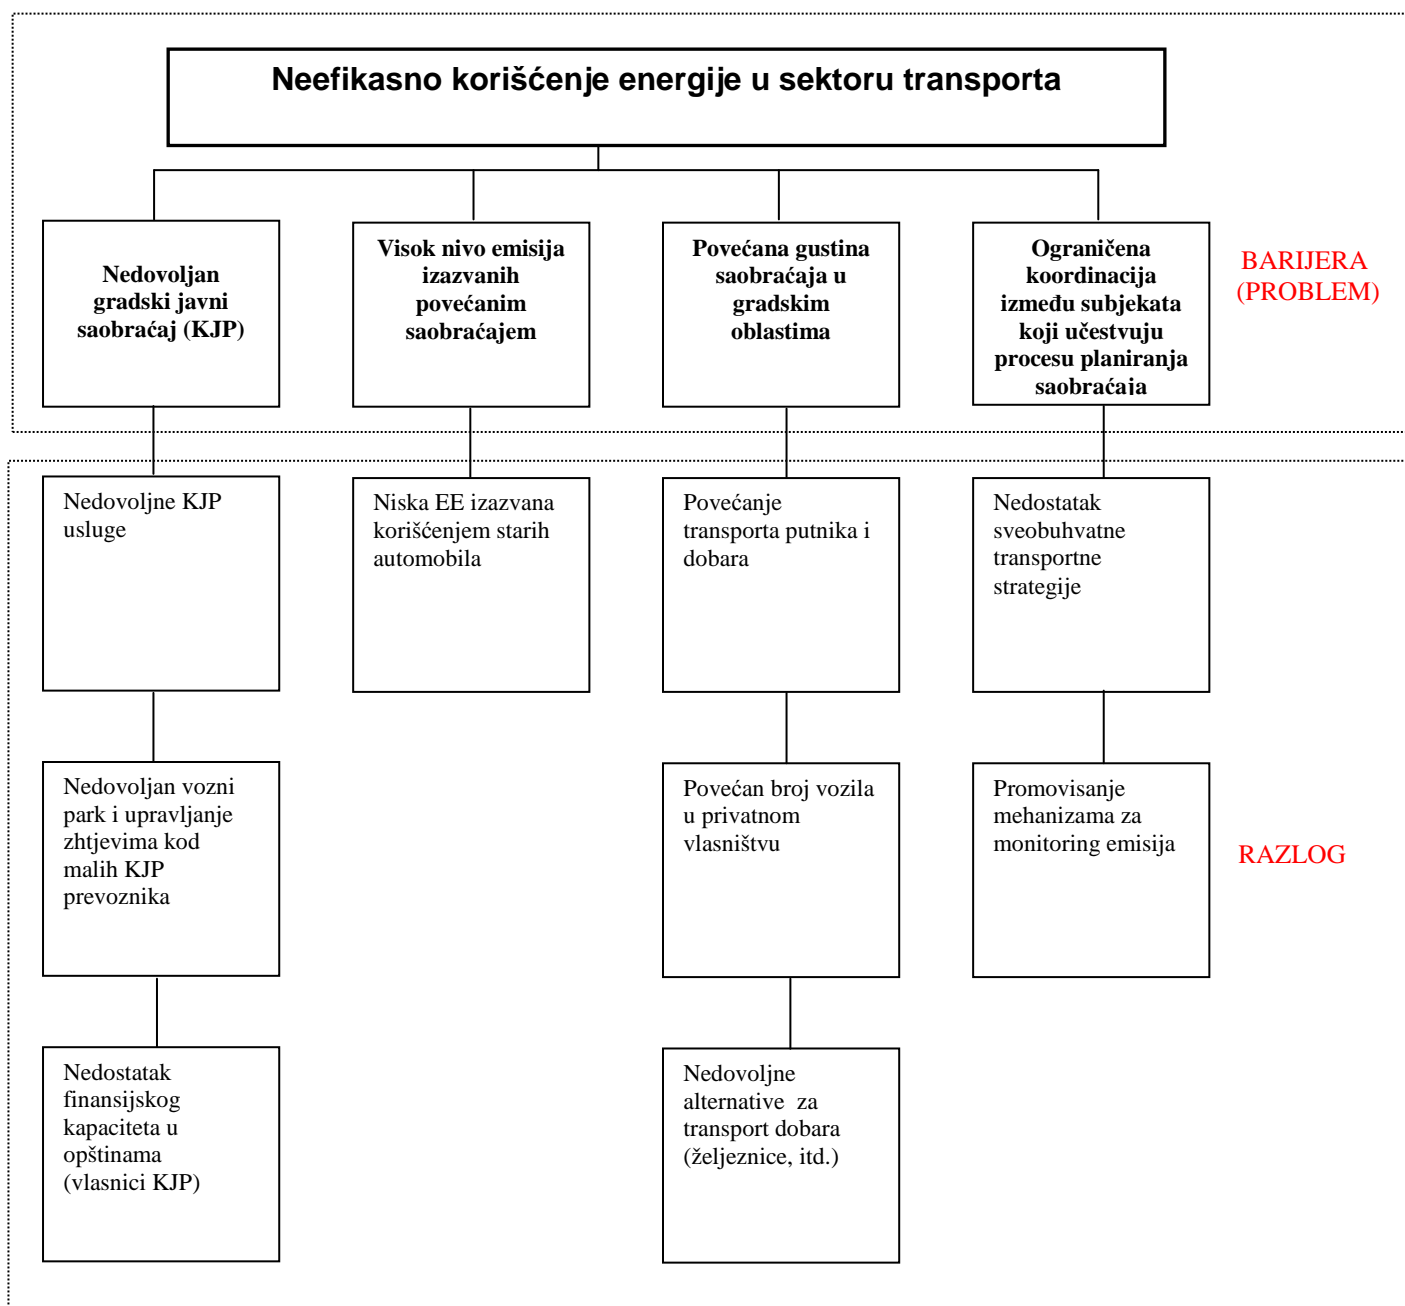 Neefikasno korišćenje energije u sektoru transporta
Nedovoljan
gradski javni
saobraćaj (KJP)
Visok nivo emisija
izazvanih
povećanim
saobraćajem
Povećana gustina
saobraćaja u
gradskim
oblastima
Ograničena
koordinacija
između subjekata
koji učestvuju
procesu planiranja
saobraćaja
BARIJERA
(PROBLEM)
Nedovoljne KJP
usluge
Niska EE izazvana
korišćenjem starih
automobila
Povećanje
transporta putnika i
dobara
Nedostatak
sveobuhvatne
transportne
strategije
Nedovoljan vozni
park i upravljanje
zhtjevima kod
malih KJP
prevoznika
Povećan broj vozila
u privatnom
vlasništvu
Promovisanje
mehanizama za
monitoring emisija
RAZLOG
Nedostatak
finansijskog
kapaciteta u
opštinama
(vlasnici KJP)
Nedovoljne
alternative  za
transport dobara
(željeznice, itd.)